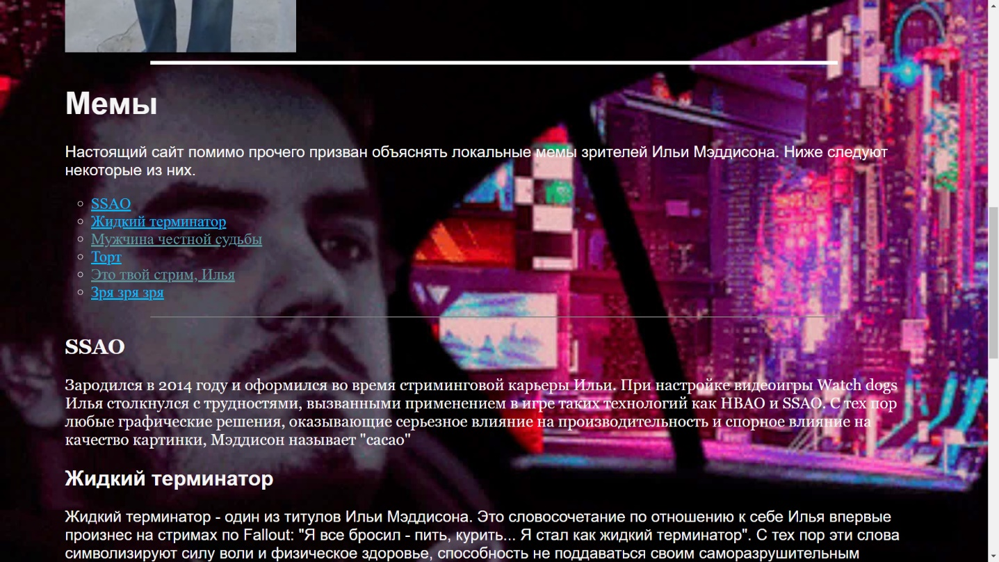 Мемы
Настоящий сайт помимо прочего призван объяснять локальные мемы зрителей Ильи Мэддисона. Ниже следуют
некоторые из них.
SSAO
Жидкий терминатор
Мужчина честной судьбы
Торт
Это твой стрим, Илья
Зря зря зря
SSAO
Зародился в 2014 году и оформился во время стриминговой карьеры Ильи. При настройке видеоигры Watch dogs
Илья столкнулся с трудностями, вызванными применением в игре таких технологий как HBAO и SSAO. С тех пор
любые графические решения, оказывающие серьезное влияние на производительность и спорное влияние на
качество картинки, Мэддисон называет "сасао"
Жидкий терминатор
Жидкий терминатор - один из титулов Ильи Мэддисона. Это словосочетание по отношению к себе Илья впервые
произнес на стримах по Fallout: "Я все бросил - пить, курить... Я стал как жидкий терминатор". С тех пор эти слова
символизируют силу воли и физическое здоровье, способность не поддаваться своим саморазрушительным